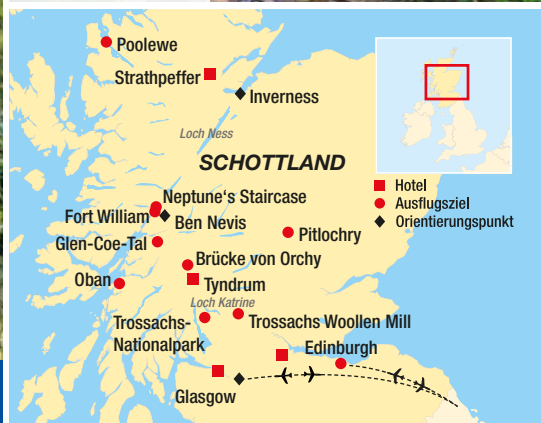 Poolewe
Strathpeffer
Inverness
Loch Ness
SCHOTTLAND
Hotel
Ausflugsziel
Orientierungspunkt
Neptune‘s Staircase
Fort William
Ben Nevis
Glen-Coe-Tal
Pitlochry
Brücke von Orchy
Oban
Tyndrum
Loch Katrine
Trossachs-
Nationalpark
Trossachs Woollen Mill
Edinburgh
Glasgow